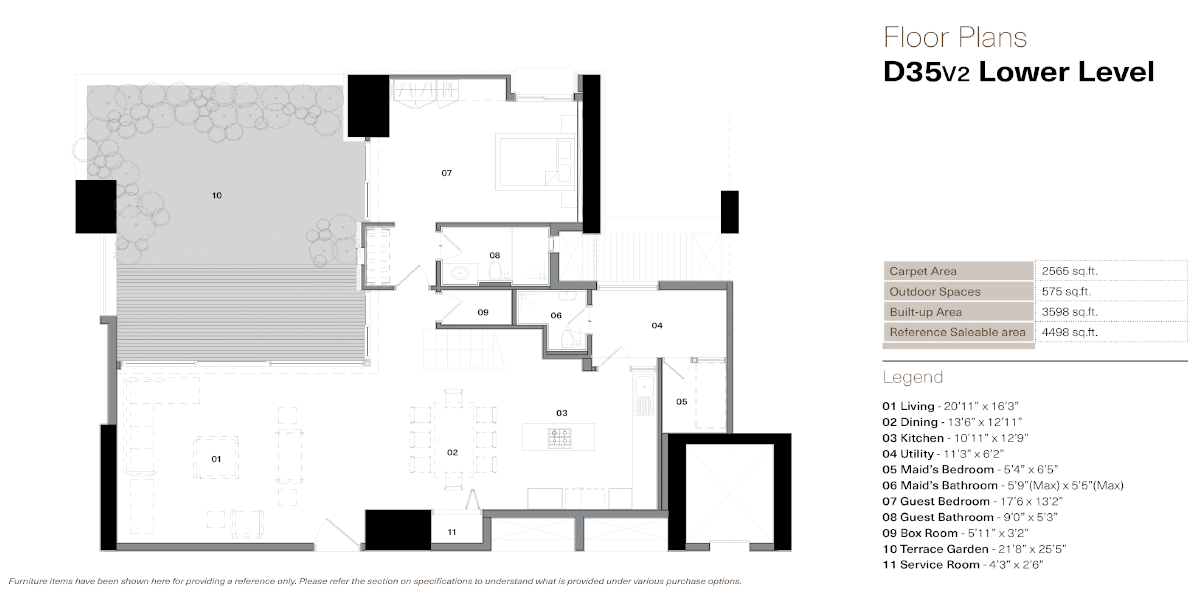 Floor Plans
D35V2 Lower Level
10
07
08
09
06
04
05
03
02
01
11
Carpet Area 2565 sq.ft.
Outdoor Spaces 575 sq.ft.
Built-up Area 3598 sq.ft.
Reference Saleable area 4498 sq.ft.
Legend
01 Living - 20'11" x 16'3"
02 Dining - 13'6" x 12'11"
03 Kitchen - 10'11" x 12'9"
04 Utility - 11'3" x 6'2"
05 Maid's Bedroom - 5'4" x 6'5"
06 Maid's Bathroom - 5'9"(Max) x 5'5"(Max)
07 Guest Bedroom - 17'6 x 13'2"
08 Guest Bathroom - 9'0" x 5'3"
09 Box Room - 5'11" x 3'2"
10 Terrace Garden - 21'8" x 25'5"
11 Service Room - 4'3" x 2'6"
Furniture items have been shown here for providing a reference only. Please refer the section on specifications to understand what is provided under various purchase options.